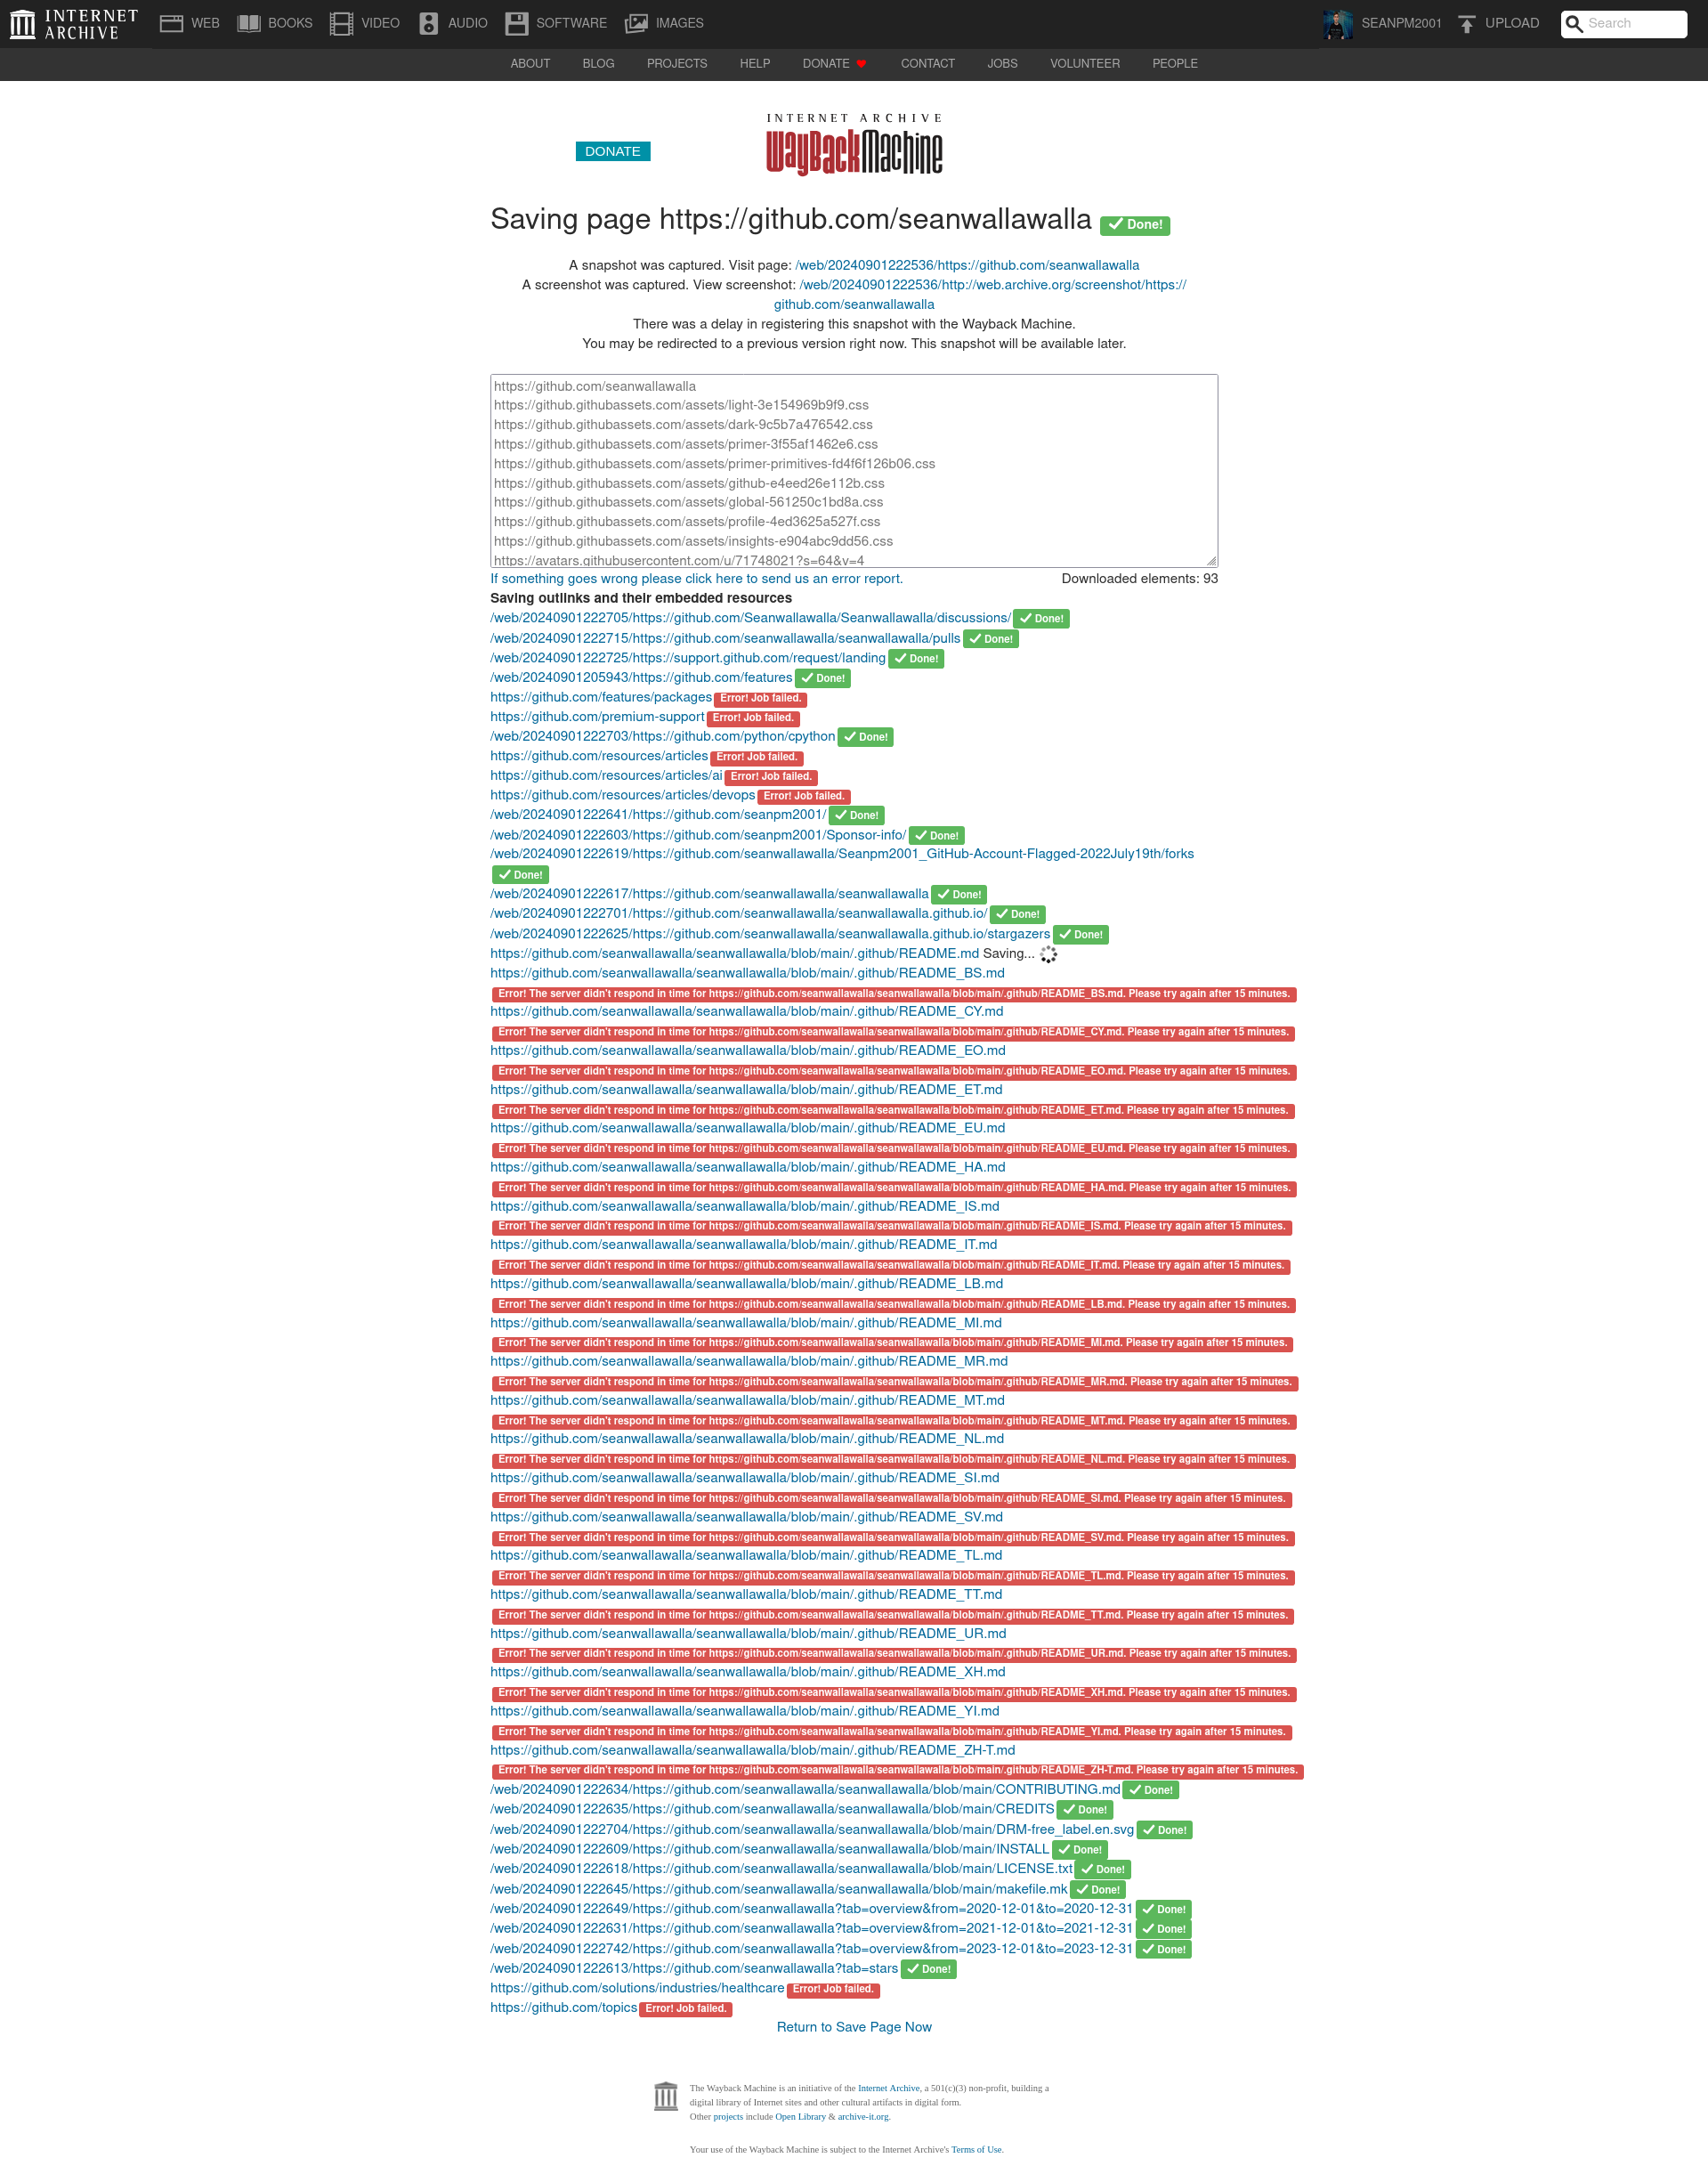 INTERNET ARCHIVE
WEB BOOKS VIDEO AUDIO SOFTWARE IMAGES SEANPM2001 UPLOAD Search
ABOUT BLOG PROJECTS HELP DONATE CONTACT JOBS VOLUNTEER PEOPLE
INTERNET ARCHIVE
WayBackMachine
DONATE
Saving page https://github.com/seanwallawalla Done!
A snapshot was captured. Visit page: /web/20240901222536/https://github.com/seanwallawalla
A screenshot was captured. View screenshot: /web/20240901222536/http://web.archive.org/screenshot/https://
github.com/seanwallawalla
There was a delay in registering this snapshot with the Wayback Machine.
You may be redirected to a previous version right now. This snapshot will be available later.
https://github.com/seanwallawalla
https://github.githubassets.com/assets/light-3e154969b9f9.css
https://github.githubassets.com/assets/dark-9c5b7a476542.css
https://github.githubassets.com/assets/primer-3f55af1462e6.css
https://github.githubassets.com/assets/primer-primitives-fd4f6f126b06.css
https://github.githubassets.com/assets/github-e4eed26e112b.css
https://github.githubassets.com/assets/global-561250c1bd8a.css
https://github.githubassets.com/assets/profile-4ed3625a527f.css
https://github.githubassets.com/assets/insights-e904abc9dd56.css
https://avatars.githubusercontent.com/u/71748021?s=64&v=4
If something goes wrong please click here to send us an error report. Downloaded elements: 93
Saving outlinks and their embedded resources
/web/20240901222705/https://github.com/Seanwallawalla/Seanwallawalla/discussions/ Done!
/web/20240901222715/https://github.com/seanwallawalla/seanwallawalla/pulls Done!
/web/20240901222725/https://support.github.com/request/landing Done!
/web/20240901205943/https://github.com/features Done!
https://github.com/features/packages Error! Job failed.
https://github.com/premium-support Error! Job failed.
/web/20240901222703/https://github.com/python/cpython Done!
https://github.com/resources/articles Error! Job failed.
https://github.com/resources/articles/ai Error! Job failed.
https://github.com/resources/articles/devops Error! Job failed.
/web/20240901222641/https://github.com/seanpm2001/ Done!
/web/20240901222603/https://github.com/seanpm2001/Sponsor-info/ Done!
/web/20240901222619/https://github.com/seanwallawalla/Seanpm2001_GitHub-Account-Flagged-2022July19th/forks
Done!
/web/20240901222617/https://github.com/seanwallawalla/seanwallawalla Done!
/web/20240901222701/https://github.com/seanwallawalla/seanwallawalla.github.io/ Done!
/web/20240901222625/https://github.com/seanwallawalla/seanwallawalla.github.io/stargazers Done!
https://github.com/seanwallawalla/seanwallawalla/blob/main/.github/README.md Saving...
https://github.com/seanwallawalla/seanwallawalla/blob/main/.github/README_BS.md
Error! The server didn't respond in time for https://github.com/seanwallawalla/seanwallawalla/blob/main/.github/README_BS.md. Please try again after 15 minutes.
https://github.com/seanwallawalla/seanwallawalla/blob/main/.github/README_CY.md
Error! The server didn't respond in time for https://github.com/seanwallawalla/seanwallawalla/blob/main/.github/README_CY.md. Please try again after 15 minutes.
https://github.com/seanwallawalla/seanwallawalla/blob/main/.github/README_EO.md
Error! The server didn't respond in time for https://github.com/seanwallawalla/seanwallawalla/blob/main/.github/README_EO.md. Please try again after 15 minutes.
https://github.com/seanwallawalla/seanwallawalla/blob/main/.github/README_ET.md
Error! The server didn't respond in time for https://github.com/seanwallawalla/seanwallawalla/blob/main/.github/README_ET.md. Please try again after 15 minutes.
https://github.com/seanwallawalla/seanwallawalla/blob/main/.github/README_EU.md
Error! The server didn't respond in time for https://github.com/seanwallawalla/seanwallawalla/blob/main/.github/README_EU.md. Please try again after 15 minutes.
https://github.com/seanwallawalla/seanwallawalla/blob/main/.github/README_HA.md
Error! The server didn't respond in time for https://github.com/seanwallawalla/seanwallawalla/blob/main/.github/README_HA.md. Please try again after 15 minutes.
https://github.com/seanwallawalla/seanwallawalla/blob/main/.github/README_IS.md
Error! The server didn't respond in time for https://github.com/seanwallawalla/seanwallawalla/blob/main/.github/README_IS.md. Please try again after 15 minutes.
https://github.com/seanwallawalla/seanwallawalla/blob/main/.github/README_IT.md
Error! The server didn't respond in time for https://github.com/seanwallawalla/seanwallawalla/blob/main/.github/README_IT.md. Please try again after 15 minutes.
https://github.com/seanwallawalla/seanwallawalla/blob/main/.github/README_LB.md
Error! The server didn't respond in time for https://github.com/seanwallawalla/seanwallawalla/blob/main/.github/README_LB.md. Please try again after 15 minutes.
https://github.com/seanwallawalla/seanwallawalla/blob/main/.github/README_MI.md
Error! The server didn't respond in time for https://github.com/seanwallawalla/seanwallawalla/blob/main/.github/README_MI.md. Please try again after 15 minutes.
https://github.com/seanwallawalla/seanwallawalla/blob/main/.github/README_MR.md
Error! The server didn't respond in time for https://github.com/seanwallawalla/seanwallawalla/blob/main/.github/README_MR.md. Please try again after 15 minutes.
https://github.com/seanwallawalla/seanwallawalla/blob/main/.github/README_MT.md
Error! The server didn't respond in time for https://github.com/seanwallawalla/seanwallawalla/blob/main/.github/README_MT.md. Please try again after 15 minutes.
https://github.com/seanwallawalla/seanwallawalla/blob/main/.github/README_NL.md
Error! The server didn't respond in time for https://github.com/seanwallawalla/seanwallawalla/blob/main/.github/README_NL.md. Please try again after 15 minutes.
https://github.com/seanwallawalla/seanwallawalla/blob/main/.github/README_SI.md
Error! The server didn't respond in time for https://github.com/seanwallawalla/seanwallawalla/blob/main/.github/README_SI.md. Please try again after 15 minutes.
https://github.com/seanwallawalla/seanwallawalla/blob/main/.github/README_SV.md
Error! The server didn't respond in time for https://github.com/seanwallawalla/seanwallawalla/blob/main/.github/README_SV.md. Please try again after 15 minutes.
https://github.com/seanwallawalla/seanwallawalla/blob/main/.github/README_TL.md
Error! The server didn't respond in time for https://github.com/seanwallawalla/seanwallawalla/blob/main/.github/README_TL.md. Please try again after 15 minutes.
https://github.com/seanwallawalla/seanwallawalla/blob/main/.github/README_TT.md
Error! The server didn't respond in time for https://github.com/seanwallawalla/seanwallawalla/blob/main/.github/README_TT.md. Please try again after 15 minutes.
https://github.com/seanwallawalla/seanwallawalla/blob/main/.github/README_UR.md
Error! The server didn't respond in time for https://github.com/seanwallawalla/seanwallawalla/blob/main/.github/README_UR.md. Please try again after 15 minutes.
https://github.com/seanwallawalla/seanwallawalla/blob/main/.github/README_XH.md
Error! The server didn't respond in time for https://github.com/seanwallawalla/seanwallawalla/blob/main/.github/README_XH.md. Please try again after 15 minutes.
https://github.com/seanwallawalla/seanwallawalla/blob/main/.github/README_YI.md
Error! The server didn't respond in time for https://github.com/seanwallawalla/seanwallawalla/blob/main/.github/README_YI.md. Please try again after 15 minutes.
https://github.com/seanwallawalla/seanwallawalla/blob/main/.github/README_ZH-T.md
Error! The server didn't respond in time for https://github.com/seanwallawalla/seanwallawalla/blob/main/.github/README_ZH-T.md. Please try again after 15 minutes.
/web/20240901222634/https://github.com/seanwallawalla/seanwallawalla/blob/main/CONTRIBUTING.md Done!
/web/20240901222635/https://github.com/seanwallawalla/seanwallawalla/blob/main/CREDITS Done!
/web/20240901222704/https://github.com/seanwallawalla/seanwallawalla/blob/main/DRM-free_label.en.svg Done!
/web/20240901222609/https://github.com/seanwallawalla/seanwallawalla/blob/main/INSTALL Done!
/web/20240901222618/https://github.com/seanwallawalla/seanwallawalla/blob/main/LICENSE.txt Done!
/web/20240901222645/https://github.com/seanwallawalla/seanwallawalla/blob/main/makefile.mk Done!
/web/20240901222649/https://github.com/seanwallawalla?tab=overview&from=2020-12-01&to=2020-12-31 Done!
/web/20240901222631/https://github.com/seanwallawalla?tab=overview&from=2021-12-01&to=2021-12-31 Done!
/web/20240901222742/https://github.com/seanwallawalla?tab=overview&from=2023-12-01&to=2023-12-31 Done!
/web/20240901222613/https://github.com/seanwallawalla?tab=stars Done!
https://github.com/solutions/industries/healthcare Error! Job failed.
https://github.com/topics Error! Job failed.
Return to Save Page Now
The Wayback Machine is an initiative of the Internet Archive, a 501(c)(3) non-profit, building a
digital library of Internet sites and other cultural artifacts in digital form.
Other projects include Open Library & archive-it.org.
Your use of the Wayback Machine is subject to the Internet Archive's Terms of Use.